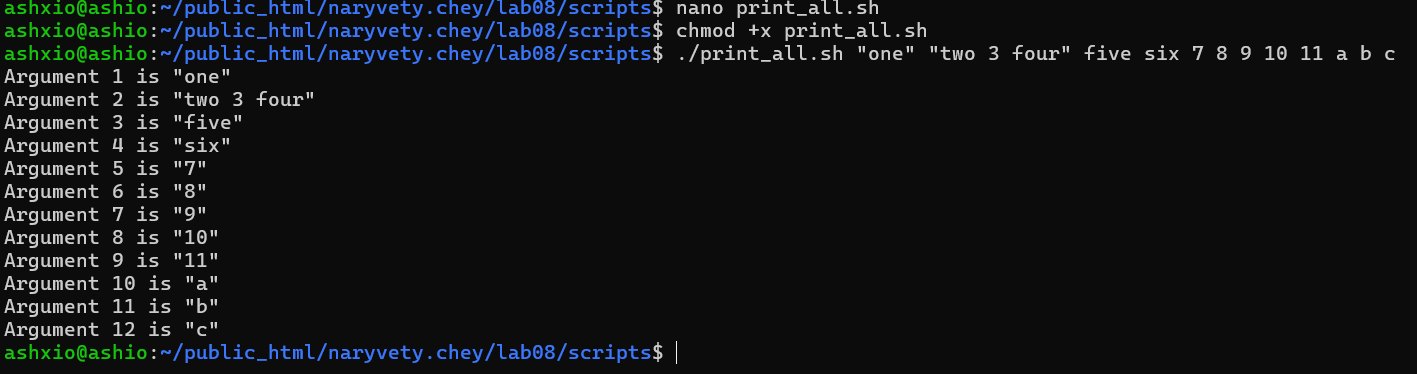 ashxio@ashio:~/public_html/naryvety.chey/lab08/scripts$ nano print_all.sh
ashxio@ashio:~/public_html/naryvety.chey/lab08/scripts$ chmod +x print_all.sh
ashxio@ashio:~/public_html/naryvety.chey/lab08/scripts$ ./print_all.sh "one" "two 3 four" five six 7 8 9 10 11 a b c
Argument 1 is "one"
Argument 2 is "two 3 four"
Argument 3 is "five"
Argument 4 is "six"
Argument 5 is "7"
Argument 6 is "8"
Argument 7 is "9"
Argument 8 is "10"
Argument 9 is "11"
Argument 10 is "a"
Argument 11 is "b"
Argument 12 is "c"
ashxio@ashio:~/public_html/naryvety.chey/lab08/scripts$